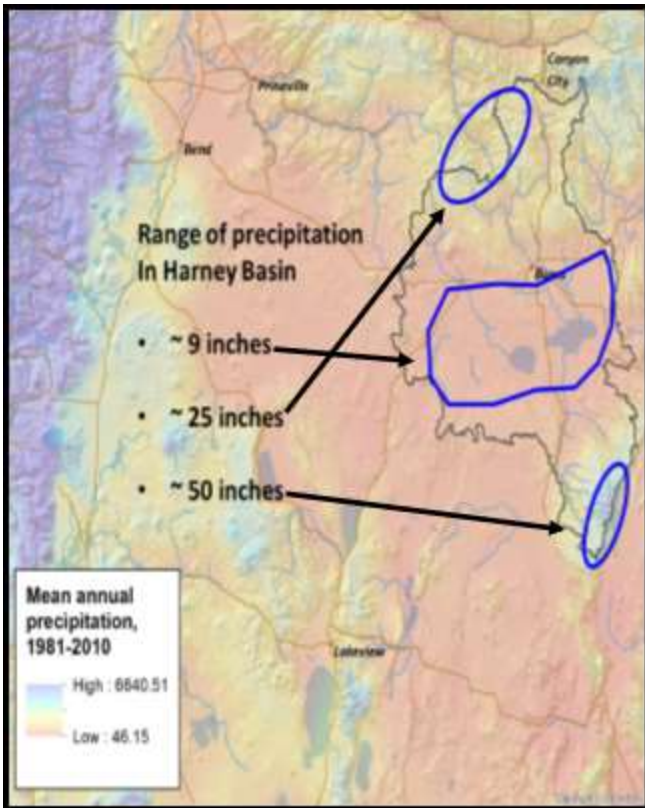 Canyon
City
Prineville
Bend
Range of precipitation
In Harney Basin
Burns
• ~ 9 inches
• ~ 25 inches
• ~ 50 inches
Mean annual
precipitation,
1981-2010
High : 6640.51
Low : 46.15
Lakeview